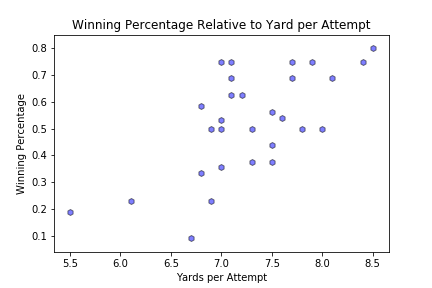 Winning Percentage Relative to Yard per Attempt
0.8
0.7
0.6
0.5
0.4
0.3
0.2
0.1
Winning Percentage
5.5 6.0 6.5 7.0 7.5 8.0 8.5
Yards per Attempt